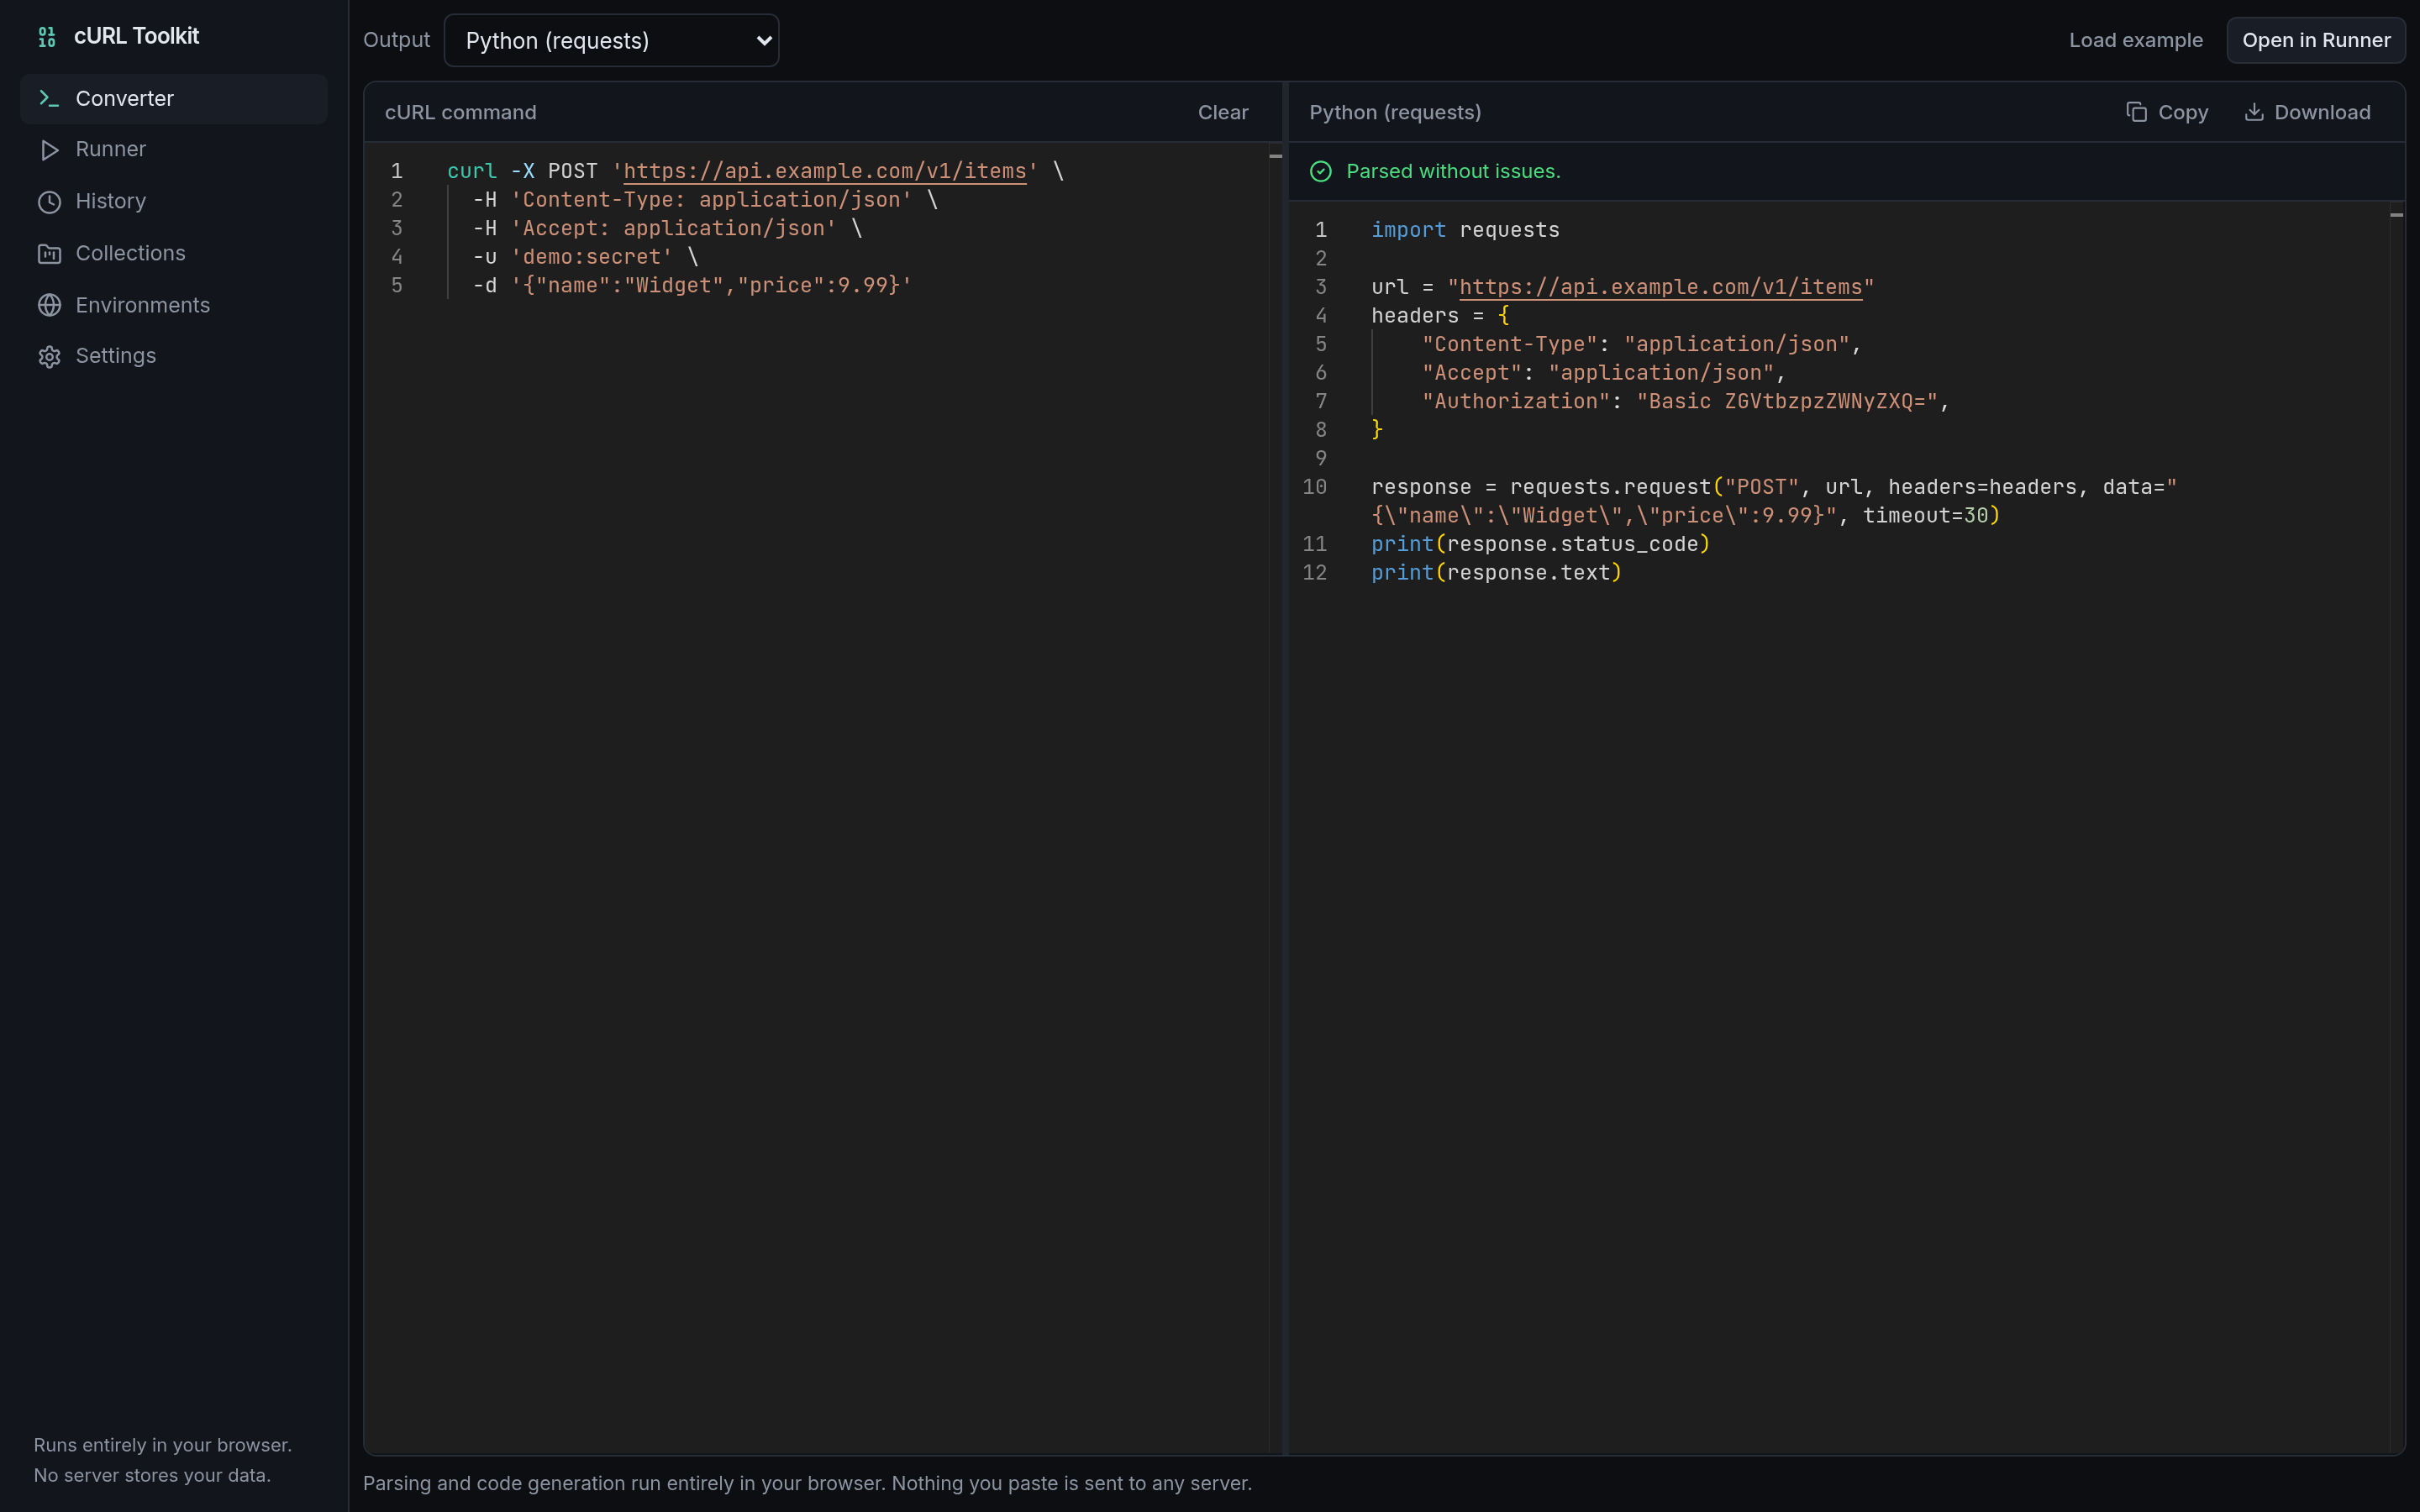 cURL Toolkit
Converter
Runner
History
Collections
Environments
Settings
Runs entirely in your browser.
No server stores your data.
Output Python (requests) Load example Open in Runner
cURL command Clear
1 curl -X POST 'https://api.example.com/v1/items' \
2   -H 'Content-Type: application/json' \
3   -H 'Accept: application/json' \
4   -u 'demo:secret' \
5   -d '{"name":"Widget","price":9.99}'
Python (requests) Copy Download
Parsed without issues.
1 import requests
2
3 url = "https://api.example.com/v1/items"
4 headers = {
5     "Content-Type": "application/json",
6     "Accept": "application/json",
7     "Authorization": "Basic ZGVtbzpzZWNyZXQ=",
8 }
9
10 response = requests.request("POST", url, headers=headers, data="
{\"name\":\"Widget\",\"price\":9.99}", timeout=30)
11 print(response.status_code)
12 print(response.text)
Parsing and code generation run entirely in your browser. Nothing you paste is sent to any server.